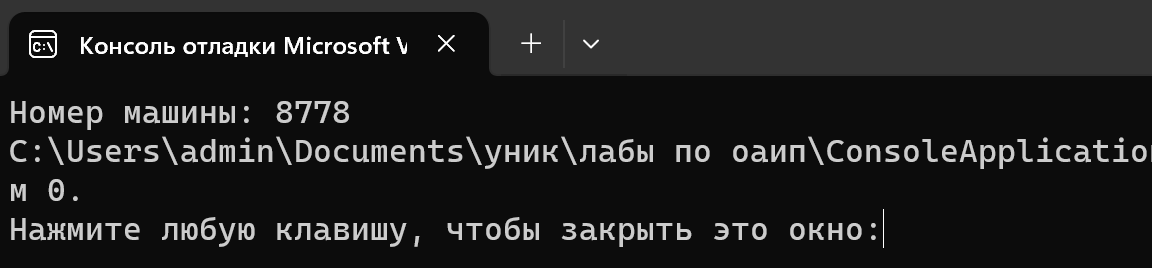 Консоль отладки Microsoft V
Номер машины: 8778
C:\Users\admin\Documents\уник\лабы по оаип\ConsoleApplication
м 0.
Нажмите любую клавишу, чтобы закрыть это окно: